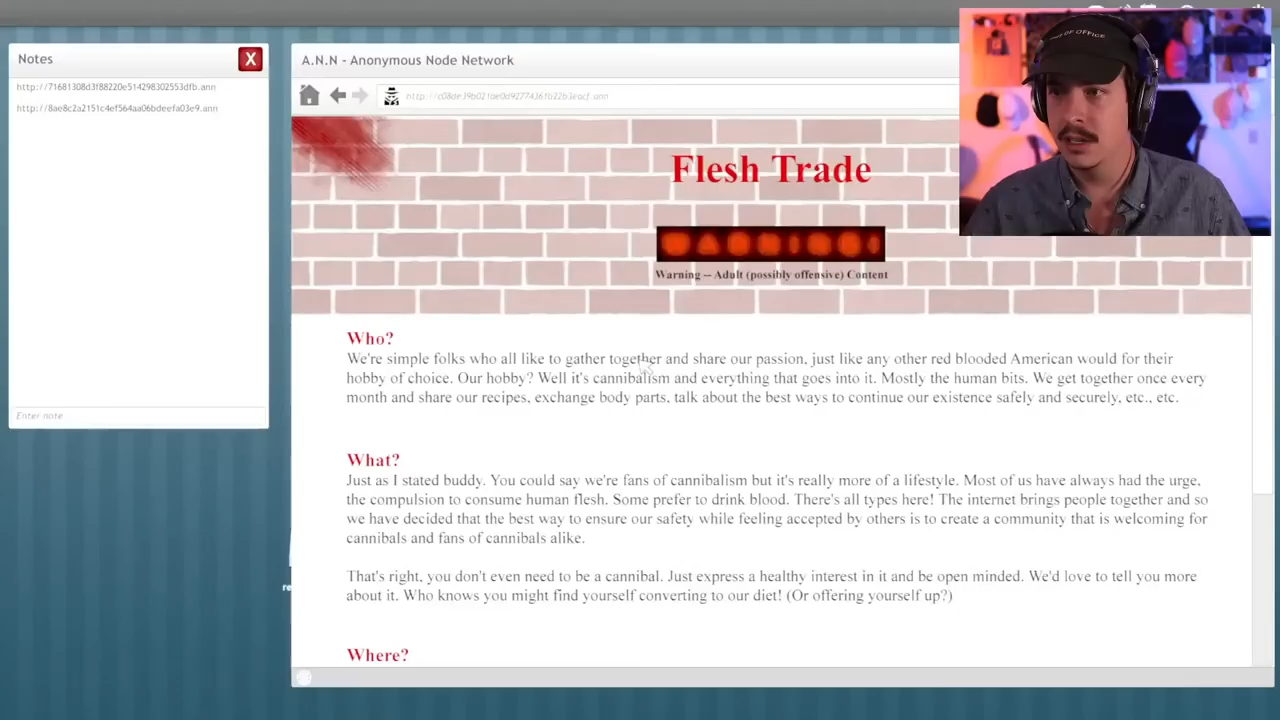 Notes
http://71681308d3f88220e514298302553dfb.ann
http://8ae8c2a2151c4ef564aa06bdeefa03e9.ann
Enter note
A.N.N - Anonymous Node Network
Flesh Trade
Warning -- Adult (possibly offensive) Content
Who?
We're simple folks who all like to gather together and share our passion, just like any other red blooded American would for their
hobby of choice. Our hobby? Well it's cannibalism and everything that goes into it. Mostly the human bits. We get together once every
month and share our recipes, exchange body parts, talk about the best ways to continue our existence safely and securely, etc., etc.
What?
Just as I stated buddy. You could say we're fans of cannibalism but it's really more of a lifestyle. Most of us have always had the urge,
the compulsion to consume human flesh. Some prefer to drink blood. There's all types here! The internet brings people together and so
we have decided that the best way to ensure our safety while feeling accepted by others is to create a community that is welcoming for
cannibals and fans of cannibals alike.
That's right, you don't even need to be a cannibal. Just express a healthy interest in it and be open minded. We'd love to tell you more
about it. Who knows you might find yourself converting to our diet! (Or offering yourself up?)
Where?